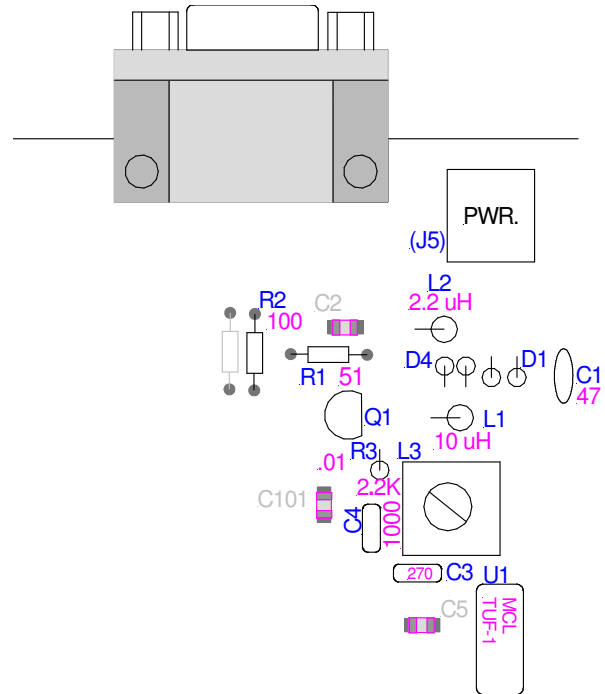 PWR.
(J5)
L2
2.2 uH
R2
100
C2
D4
D1
C1
47
R1
51
Q1
L1
10 uH
R3
L3
.01
2.2K
C101
C4
1000
270
C3
U1
MCL
TUF-1
C5